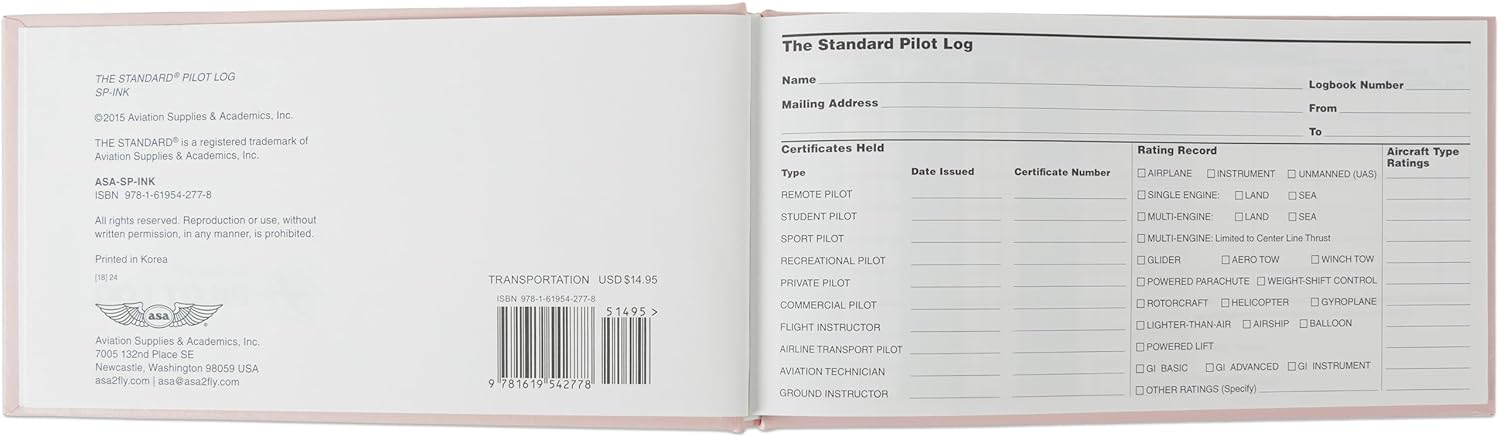 THE STANDARD® PILOT LOG
SP-INK
©2015 Aviation Supplies & Academics, Inc.
THE STANDARD® is a registered trademark of
Aviation Supplies & Academics, Inc.
ASA-SP-INK
ISBN 978-1-61954-277-8
All rights reserved. Reproduction or use, without
written permission, in any manner, is prohibited.
Printed in Korea
[18] 24
asa
Aviation Supplies & Academics, Inc.
7005 132nd Place SE
Newcastle, Washington 98059 USA
asa2fly.com | asa@asa2fly.com
TRANSPORTATION USD $14.95
ISBN 978-1-61954-277-8
51495 >
9 781619 542778
The Standard Pilot Log
Name
Logbook Number
Mailing Address
From
To
Certificates Held
Type Date Issued Certificate Number
REMOTE PILOT
STUDENT PILOT
SPORT PILOT
RECREATIONAL PILOT
PRIVATE PILOT
COMMERCIAL PILOT
FLIGHT INSTRUCTOR
AIRLINE TRANSPORT PILOT
AVIATION TECHNICIAN
GROUND INSTRUCTOR
Rating Record
☐ AIRPLANE ☐ INSTRUMENT ☐ UNMANNED (UAS)
☐ SINGLE ENGINE: ☐ LAND ☐ SEA
☐ MULTI-ENGINE: ☐ LAND ☐ SEA
☐ MULTI-ENGINE: Limited to Center Line Thrust
☐ GLIDER ☐ AERO TOW ☐ WINCH TOW
☐ POWERED PARACHUTE ☐ WEIGHT-SHIFT CONTROL
☐ ROTORCRAFT ☐ HELICOPTER ☐ GYROPLANE
☐ LIGHTER-THAN-AIR ☐ AIRSHIP ☐ BALLOON
☐ POWERED LIFT
☐ GI BASIC ☐ GI ADVANCED ☐ GI INSTRUMENT
☐ OTHER RATINGS (Specify)
Aircraft Type
Ratings